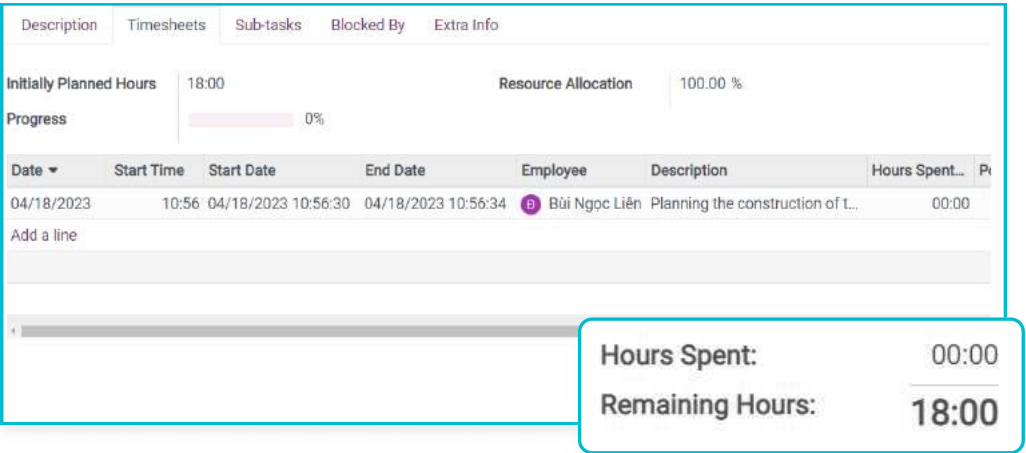 Description Timesheets Sub-tasks Blocked By Extra Info
Initially Planned Hours 18:00 Resource Allocation 100.00 %
Progress 0%
Date Start Time Start Date End Date Employee Description Hours Spent...
04/18/2023 10:56 04/18/2023 10:56:30 04/18/2023 10:56:34 Bùi Ngọc Liên Planning the construction of t... 00:00
Add a line
Hours Spent: 00:00
Remaining Hours: 18:00